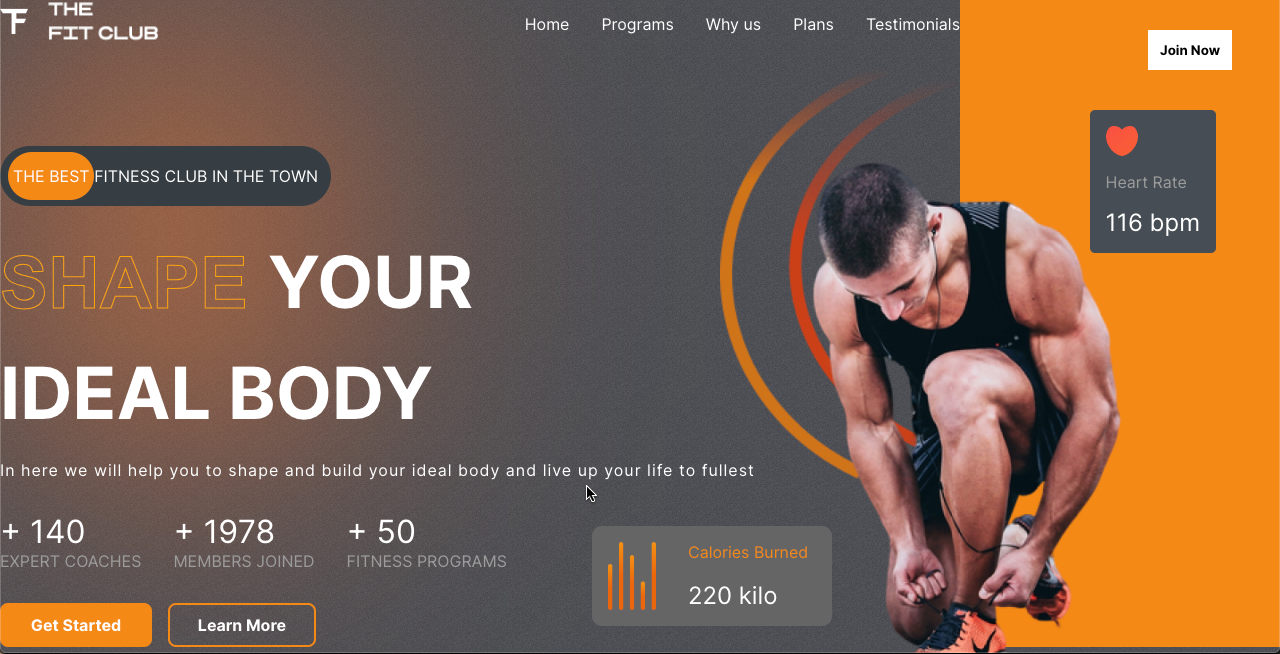 THE
FIT CLUB
Home Programs Why us Plans Testimonials
Join Now
Heart Rate
116 bpm
THE BEST FITNESS CLUB IN THE TOWN
SHAPE YOUR
IDEAL BODY
In here we will help you to shape and build your ideal body and live up your life to fullest
+ 140 + 1978 + 50
EXPERT COACHES MEMBERS JOINED FITNESS PROGRAMS
Calories Burned
220 kilo
Get Started Learn More